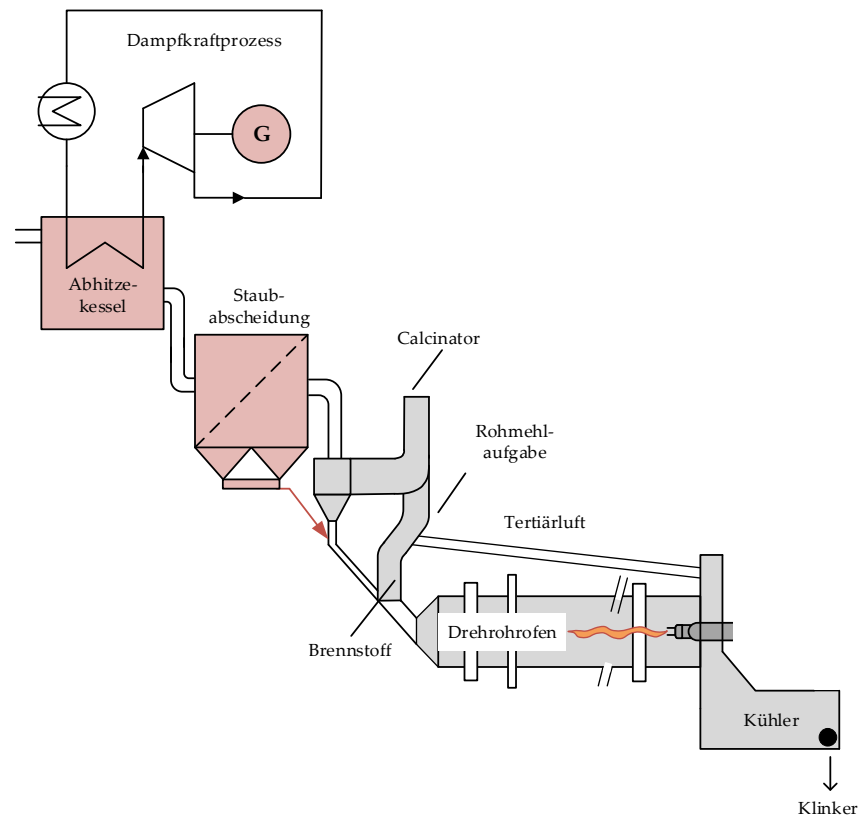 Dampfkraftprozess
G
Abhitze-
kessel
Staub-
abscheidung
Calcinator
Rohmehl-
aufgabe
Tertiärluft
Drehrohrofen
Brennstoff
Kühler
Klinker